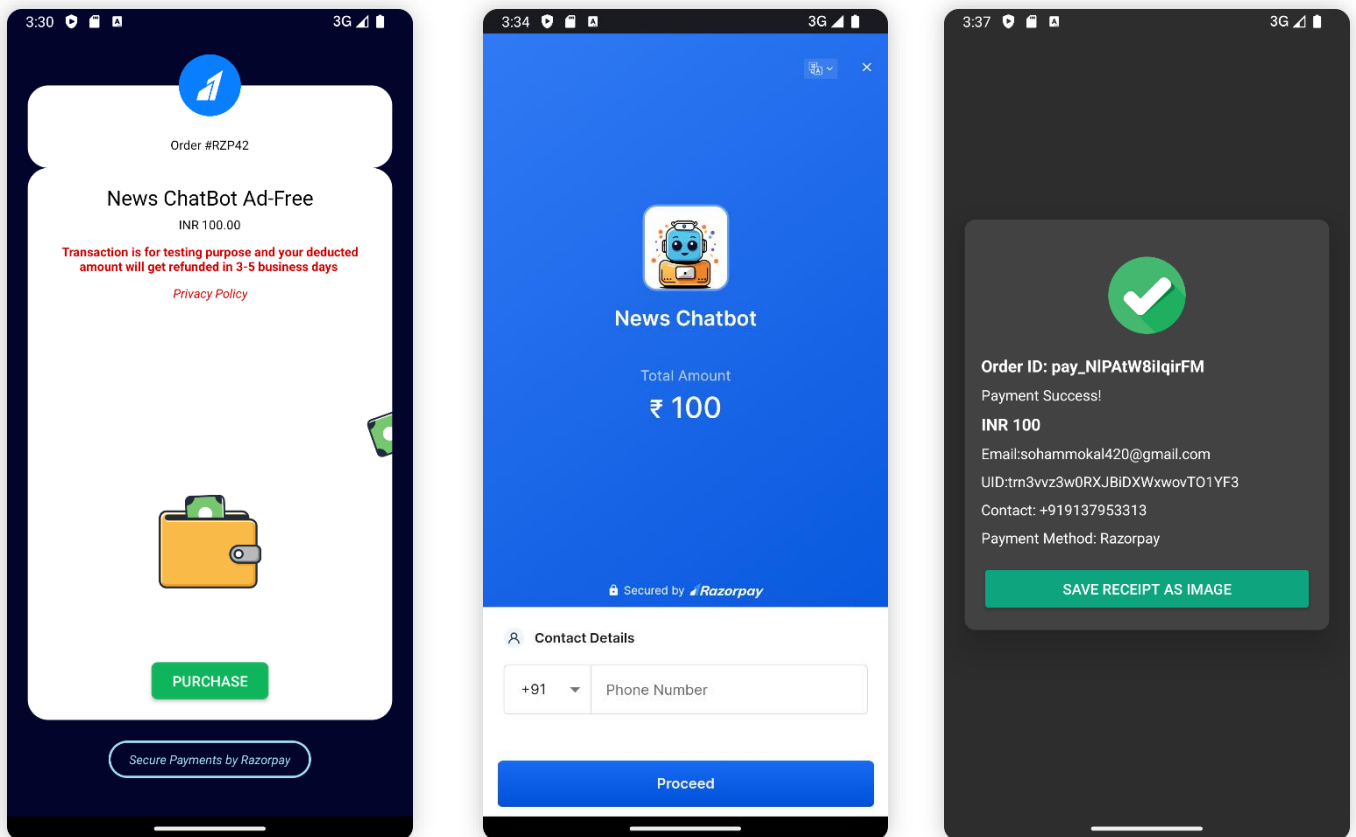 3:30
3G
Order #RZP42
News ChatBot Ad-Free
INR 100.00
Transaction is for testing purpose and your deducted
amount will get refunded in 3-5 business days
Privacy Policy
PURCHASE
Secure Payments by Razorpay
3:34
3G
News Chatbot
Total Amount
₹ 100
Secured by Razorpay
Contact Details
+91
Phone Number
Proceed
3:37
3G
Order ID: pay_NlPAtW8iIqirFM
Payment Success!
INR 100
Email:sohammokal420@gmail.com
UID:trn3vvz3w0RXJBiDXWxwovTO1YF3
Contact: +919137953313
Payment Method: Razorpay
SAVE RECEIPT AS IMAGE